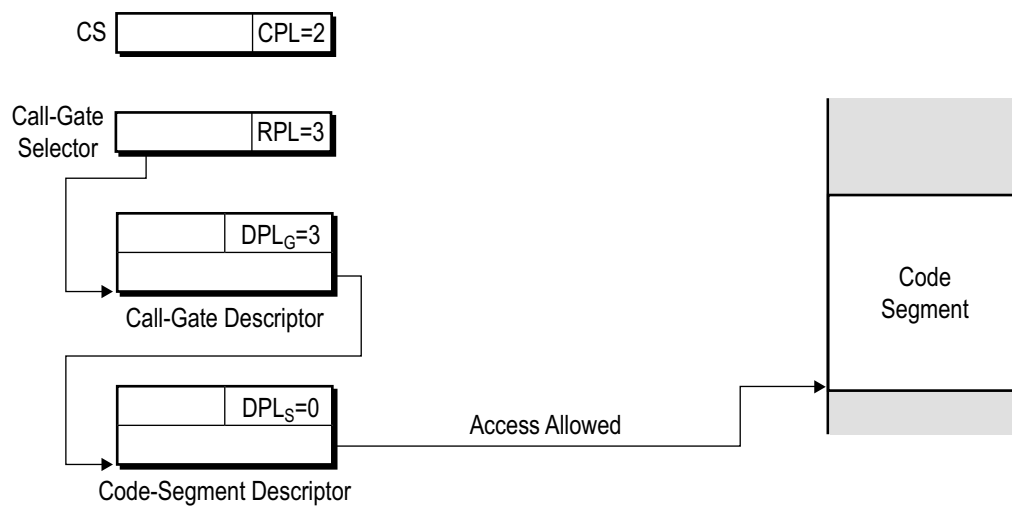 CS
CPL=2
Call-Gate
Selector
RPL=3
DPLG=3
Call-Gate Descriptor
DPLS=0
Code-Segment Descriptor
Access Allowed
Code
Segment